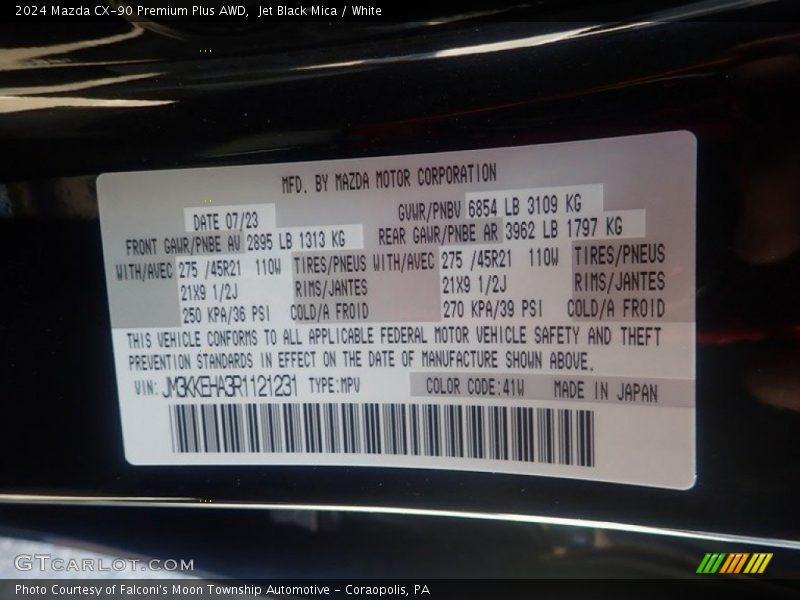 2024 Mazda CX-90 Premium Plus AWD,  Jet Black Mica / White
MFD. BY MAZDA MOTOR CORPORATION
DATE 07/23 GVWR/PNBV 6854 LB 3109 KG
FRONT GAWR/PNBE AV 2895 LB 1313 KG REAR GAWR/PNBE AR 3962 LB 1797 KG
WITH/AVEC 275 /45R21 110W TIRES/PNEUS WITH/AVEC 275 /45R21 110W TIRES/PNEUS
21X9 1/2J RIMS/JANTES 21X9 1/2J RIMS/JANTES
250 KPA/36 PSI COLD/A FROID 270 KPA/39 PSI COLD/A FROID
THIS VEHICLE CONFORMS TO ALL APPLICABLE FEDERAL MOTOR VEHICLE SAFETY AND THEFT
PREVENTION STANDARDS IN EFFECT ON THE DATE OF MANUFACTURE SHOWN ABOVE.
VIN: JM3KKEHA3R1121231 TYPE:MPV COLOR CODE:41W MADE IN JAPAN
GTCARLOT.COM
Photo Courtesy of Falconi's Moon Township Automotive - Coraopolis, PA